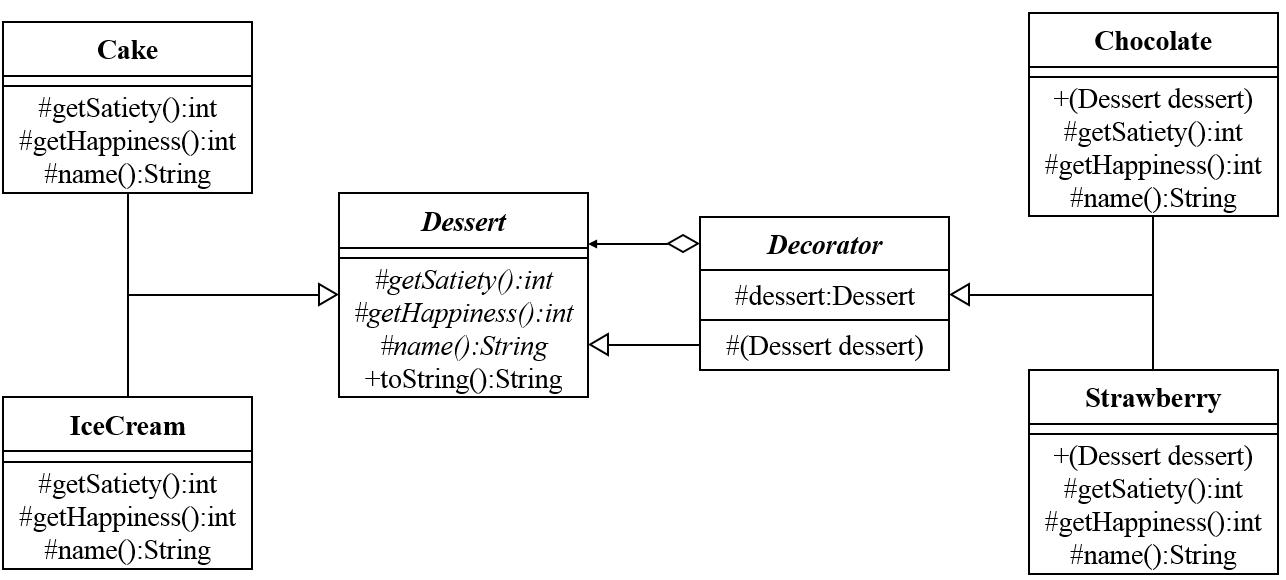 Cake
#getSatiety():int
#getHappiness():int
#name():String
IceCream
#getSatiety():int
#getHappiness():int
#name():String
Dessert
#getSatiety():int
#getHappiness():int
#name():String
+toString():String
Decorator
#dessert:Dessert
#(Dessert dessert)
Chocolate
+(Dessert dessert)
#getSatiety():int
#getHappiness():int
#name():String
Strawberry
+(Dessert dessert)
#getSatiety():int
#getHappiness():int
#name():String